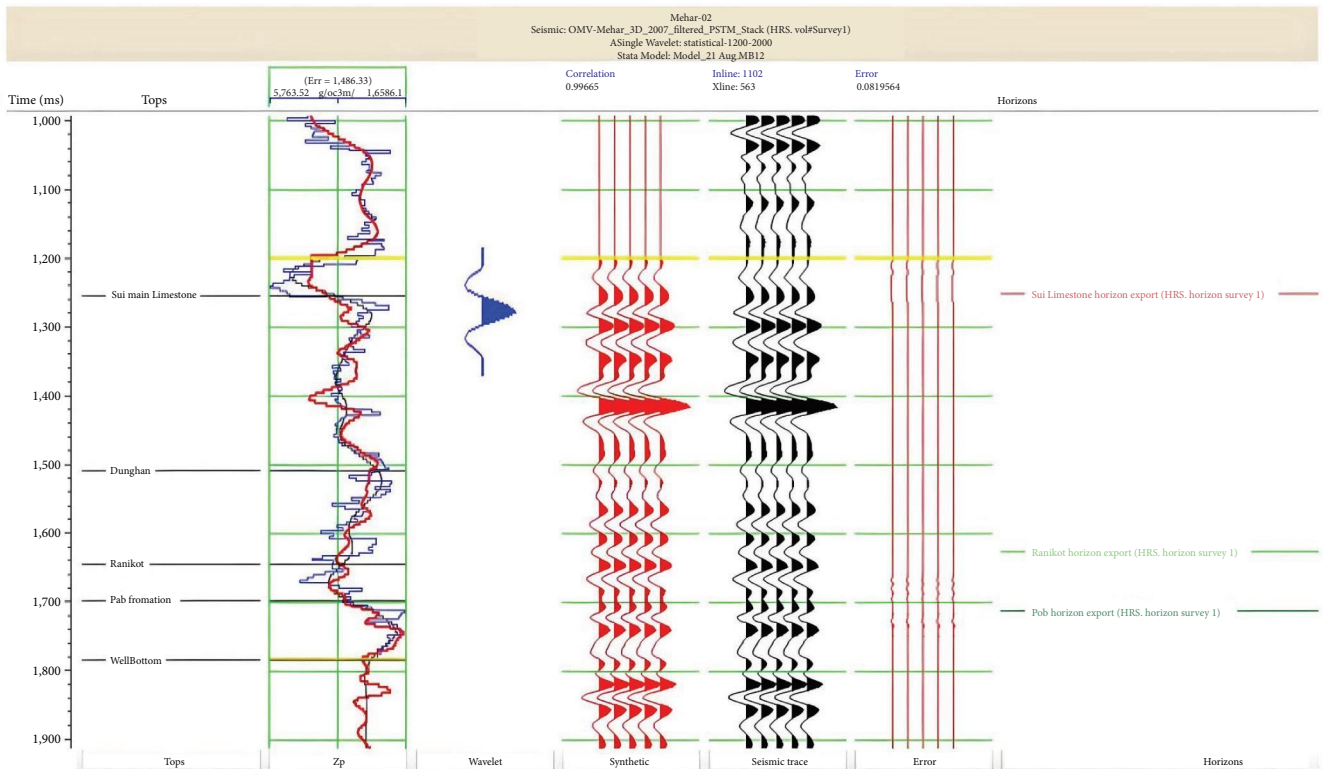 Mehar-02
Seismic: OMV-Mehar_3D_2007_filtered_PSTM_Stack (HRS. vol#Survey1)
ASingle Wavelet: statistical-1200-2000
Stata Model: Model_21 Aug.MB12
(Err = 1,486.33)
5,763.52 g/oc3m/ 1,6586.1
Correlation
0.99665
Inline: 1102
Xline: 563
Error
0.0819564
Time (ms)
Tops
Horizons
1,000
1,100
1,200
Sui main Limestone
Sui Limestone horizon export (HRS. horizon survey 1)
1,300
1,400
1,500
Dunghan
1,600
Ranikot horizon export (HRS. horizon survey 1)
Ranikot
Pab fromation
1,700
Pob horizon export (HRS. horizon survey 1)
WellBottom
1,800
1,900
Tops
Zp
Wavelet
Synthetic
Seismic trace
Error
Horizons